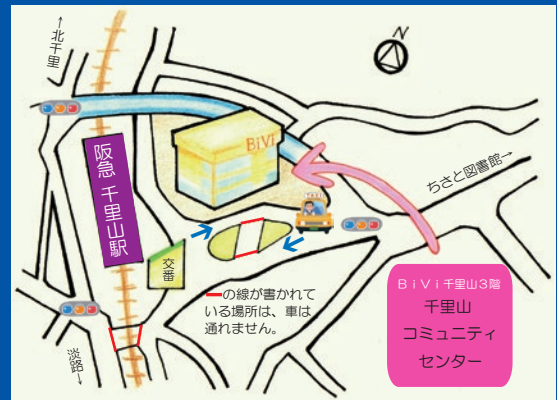 ←北千里
N
BiVi
TAXI
阪急 千里山駅
ちさと図書館→
交番
ーの線が書かれて
いる場所は、車は
通れません。
BiVi千里山3階
千里山
コミュニティ
センター
淡路→